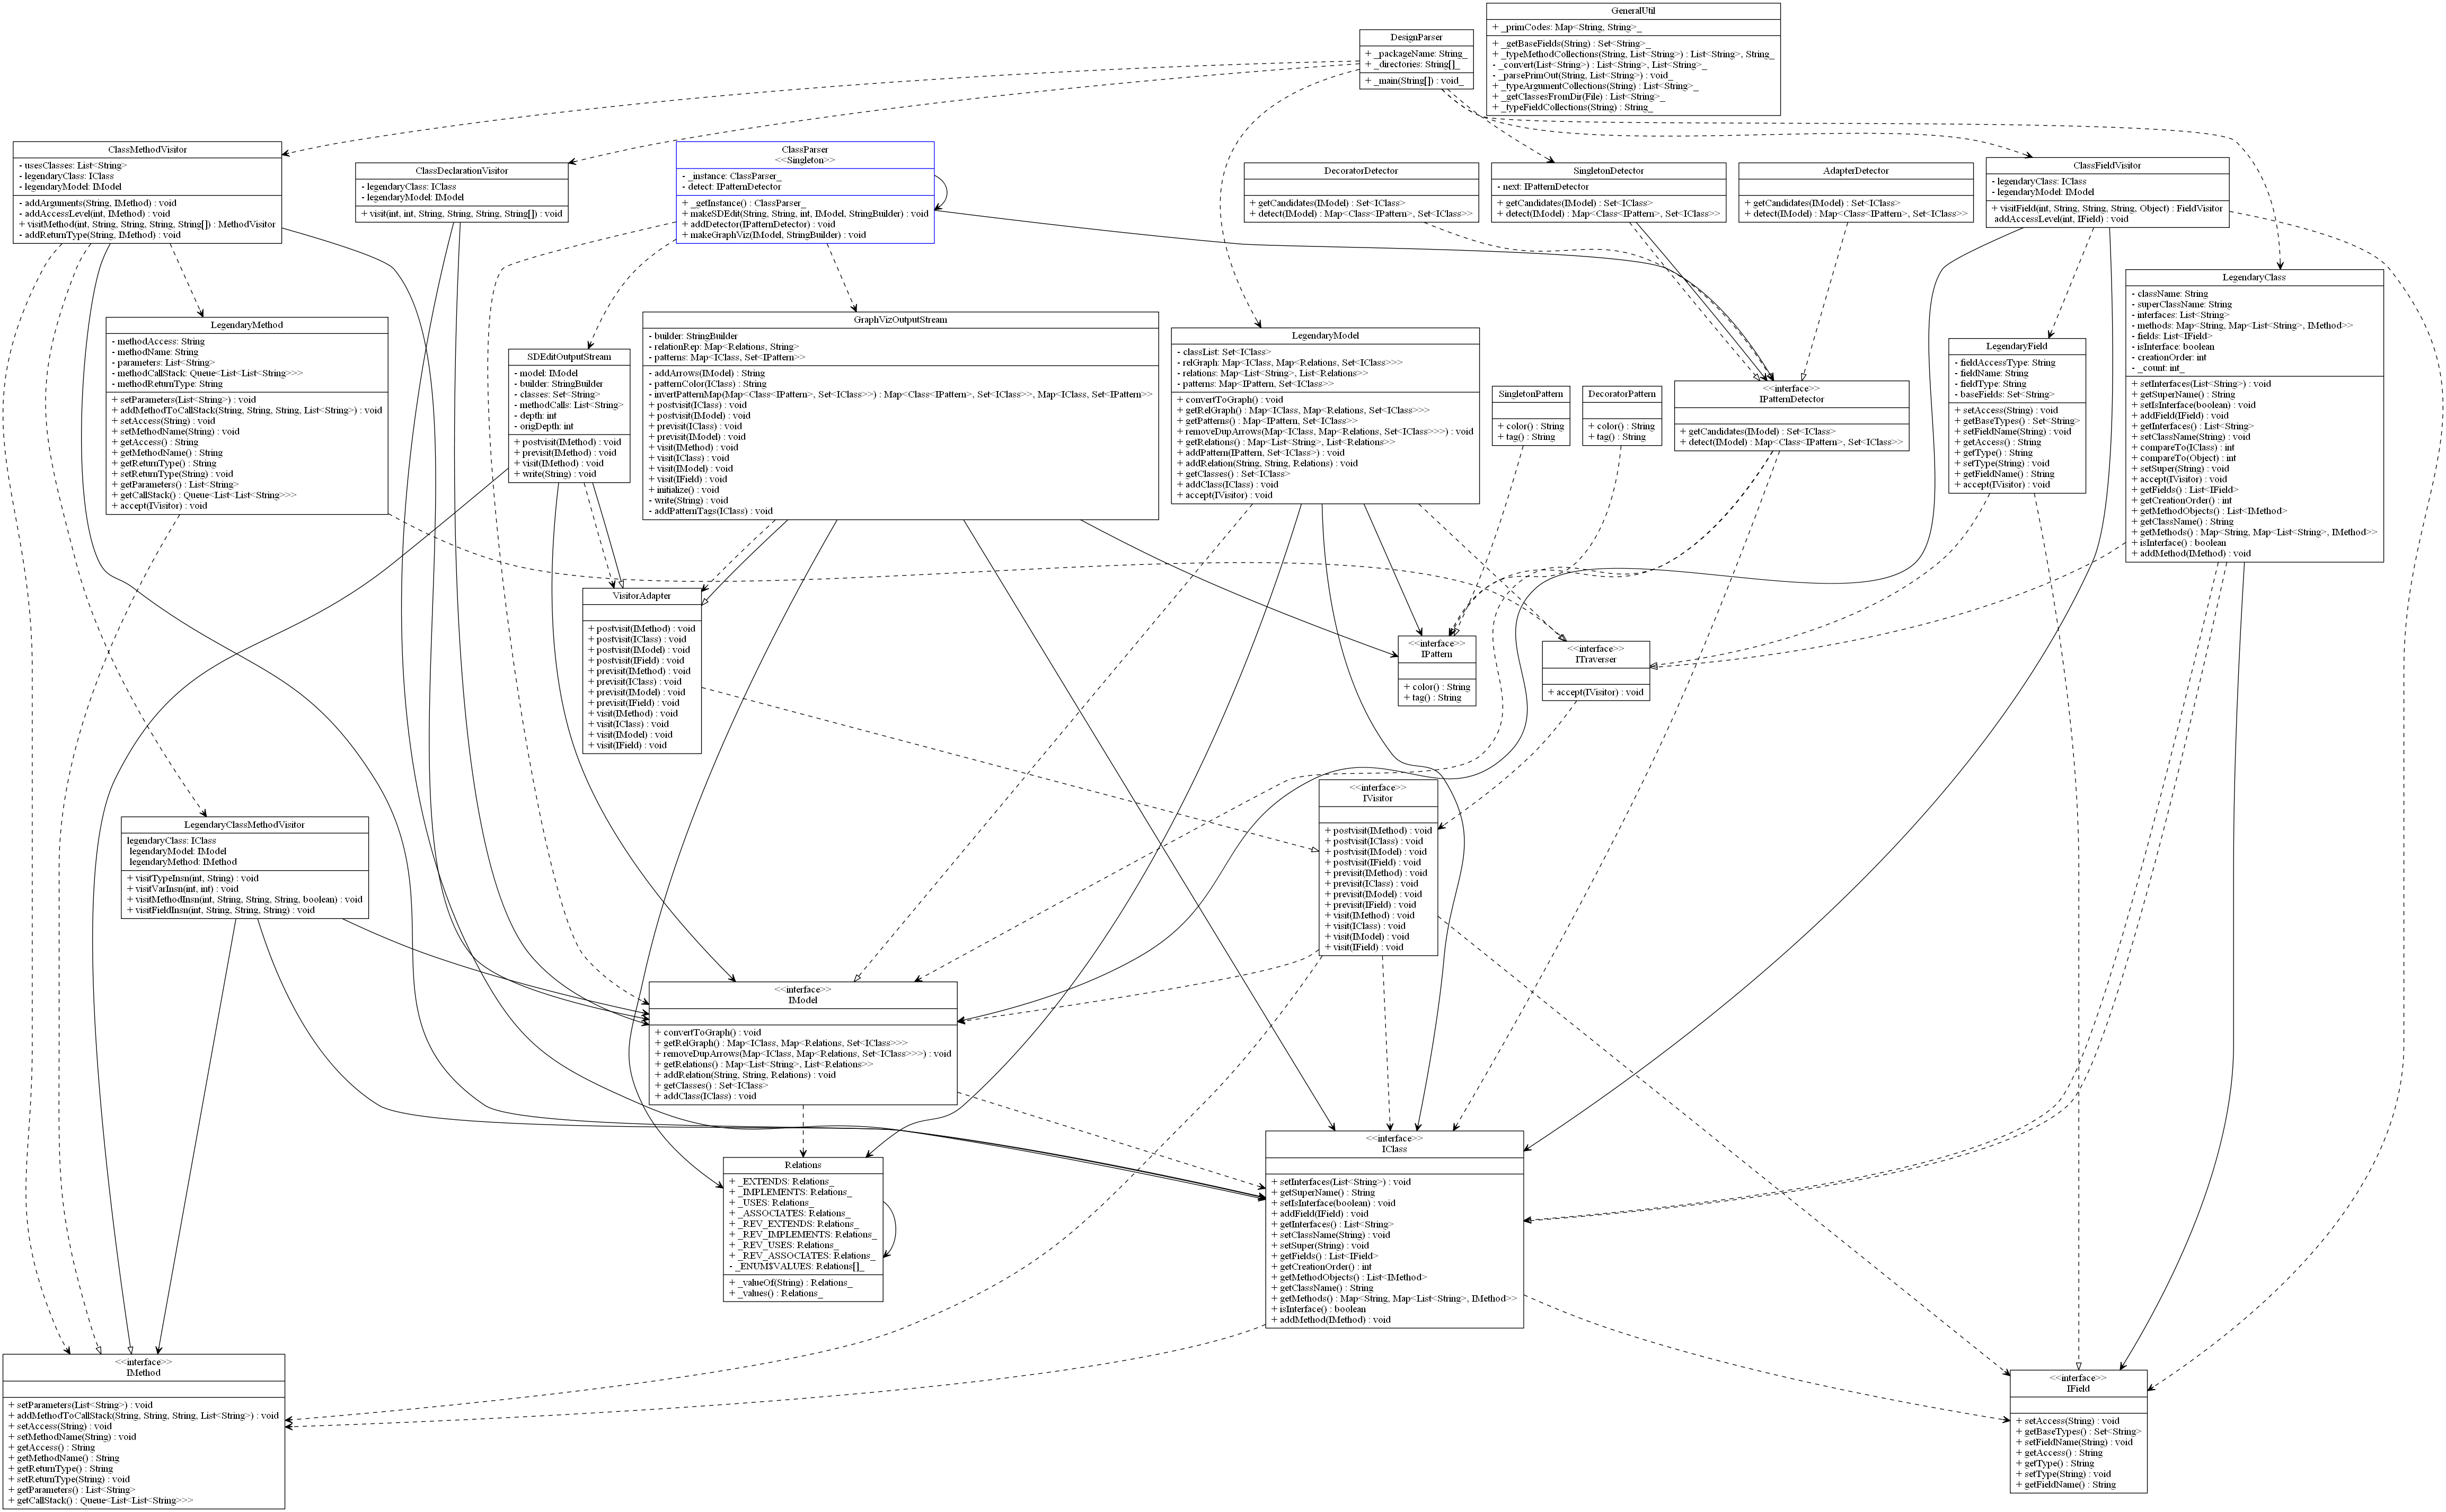 GeneralUtil
+ _primCodes: Map<String, String>_
+ _getBaseFields(String) : Set<String>_
+ _typeMethodCollections(String, List<String>) : List<String>, String_
- _convert(List<String>) : List<String>, List<String>_
- _parsePrimOut(String, List<String>) : void_
+ _typeArgumentCollections(String) : List<String>_
+ _getClassesFromDir(File) : List<String>_
+ _typeFieldCollections(String) : String_
DesignParser
+ _packageName: String_
+ _directories: String[]_
+ _main(String[]) : void_
ClassMethodVisitor
- usesClasses: List<String>
- legendaryClass: IClass
- legendaryModel: IModel
- addArguments(String, IMethod) : void
- addAccessLevel(int, IMethod) : void
+ visitMethod(int, String, String, String, String[]) : MethodVisitor
- addReturnType(String, IMethod) : void
ClassDeclarationVisitor
- legendaryClass: IClass
- legendaryModel: IModel
+ visit(int, int, String, String, String, String[]) : void
ClassParser
<<Singleton>>
- _instance: ClassParser_
- detect: IPatternDetector
+ _getInstance() : ClassParser_
+ makeSDEdit(String, String, int, IModel, StringBuilder) : void
+ addDetector(IPatternDetector) : void
+ makeGraphViz(IModel, StringBuilder) : void
DecoratorDetector
+ getCandidates(IModel) : Set<IClass>
+ detect(IModel) : Map<Class<IPattern>, Set<IClass>>
SingletonDetector
- next: IPatternDetector
+ getCandidates(IModel) : Set<IClass>
+ detect(IModel) : Map<Class<IPattern>, Set<IClass>>
AdapterDetector
+ getCandidates(IModel) : Set<IClass>
+ detect(IModel) : Map<Class<IPattern>, Set<IClass>>
ClassFieldVisitor
- legendaryClass: IClass
- legendaryModel: IModel
+ visitField(int, String, String, String, Object) : FieldVisitor
addAccessLevel(int, IField) : void
LegendaryClass
- className: String
- superClassName: String
- interfaces: List<String>
- methods: Map<String, Map<List<String>, IMethod>>
- fields: List<IField>
- isInterface: boolean
- creationOrder: int
- _count: int_
+ setInterfaces(List<String>) : void
+ getSuperName() : String
+ setIsInterface(boolean) : void
+ addField(IField) : void
+ getInterfaces() : List<String>
+ setClassName(String) : void
+ compareTo(IClass) : int
+ compareTo(Object) : int
+ setSuper(String) : void
+ accept(IVisitor) : void
+ getFields() : List<IField>
+ getCreationOrder() : int
+ getMethodObjects() : List<IMethod>
+ getClassName() : String
+ getMethods() : Map<String, Map<List<String>, IMethod>>
+ isInterface() : boolean
+ addMethod(IMethod) : void
LegendaryMethod
- methodAccess: String
- methodName: String
- parameters: List<String>
- methodCallStack: Queue<List<List<String>>>
- methodReturnType: String
+ setParameters(List<String>) : void
+ addMethodToCallStack(String, String, String, List<String>) : void
+ setAccess(String) : void
+ setMethodName(String) : void
+ getAccess() : String
+ getMethodName() : String
+ getReturnType() : String
+ setReturnType(String) : void
+ getParameters() : List<String>
+ getCallStack() : Queue<List<List<String>>>
+ accept(IVisitor) : void
SDEditOutputStream
- model: IModel
- builder: StringBuilder
- classes: Set<String>
- methodCalls: List<String>
- depth: int
- origDepth: int
+ postvisit(IMethod) : void
+ previsit(IMethod) : void
+ visit(IMethod) : void
+ write(String) : void
GraphVizOutputStream
- builder: StringBuilder
- relationRep: Map<Relations, String>
- patterns: Map<IClass, Set<IPattern>>
- addArrows(IModel) : String
- patternColor(IClass) : String
- invertPatternMap(Map<Class<IPattern>, Set<IClass>>) : Map<Class<IPattern>, Set<IClass>>, Map<IClass, Set<IPattern>>
+ postvisit(IClass) : void
+ postvisit(IModel) : void
+ previsit(IClass) : void
+ previsit(IModel) : void
+ visit(IMethod) : void
+ visit(IClass) : void
+ visit(IModel) : void
+ visit(IField) : void
+ initialize() : void
- write(String) : void
- addPatternTags(IClass) : void
LegendaryModel
- classList: Set<IClass>
- relGraph: Map<IClass, Map<Relations, Set<IClass>>>
- relations: Map<List<String>, List<Relations>>
- patterns: Map<IPattern, Set<IClass>>
+ convertToGraph() : void
+ getRelGraph() : Map<IClass, Map<Relations, Set<IClass>>>
+ getPatterns() : Map<IPattern, Set<IClass>>
+ removeDupArrows(Map<IClass, Map<Relations, Set<IClass>>>) : void
+ getRelations() : Map<List<String>, List<Relations>>
+ addPattern(IPattern, Set<IClass>) : void
+ addRelation(String, String, Relations) : void
+ getClasses() : Set<IClass>
+ addClass(IClass) : void
+ accept(IVisitor) : void
SingletonPattern
+ color() : String
+ tag() : String
DecoratorPattern
+ color() : String
+ tag() : String
<<interface>>
IPatternDetector
+ getCandidates(IModel) : Set<IClass>
+ detect(IModel) : Map<Class<IPattern>, Set<IClass>>
LegendaryField
- fieldAccessType: String
- fieldName: String
- fieldType: String
- baseFields: Set<String>
+ setAccess(String) : void
+ getBaseTypes() : Set<String>
+ setFieldName(String) : void
+ getAccess() : String
+ getType() : String
+ setType(String) : void
+ getFieldName() : String
+ accept(IVisitor) : void
VisitorAdapter
+ postvisit(IMethod) : void
+ postvisit(IClass) : void
+ postvisit(IModel) : void
+ postvisit(IField) : void
+ previsit(IMethod) : void
+ previsit(IClass) : void
+ previsit(IModel) : void
+ previsit(IField) : void
+ visit(IMethod) : void
+ visit(IClass) : void
+ visit(IModel) : void
+ visit(IField) : void
<<interface>>
IPattern
+ color() : String
+ tag() : String
<<interface>>
ITraverser
+ accept(IVisitor) : void
<<interface>>
IVisitor
+ postvisit(IMethod) : void
+ postvisit(IClass) : void
+ postvisit(IModel) : void
+ postvisit(IField) : void
+ previsit(IMethod) : void
+ previsit(IClass) : void
+ previsit(IModel) : void
+ previsit(IField) : void
+ visit(IMethod) : void
+ visit(IClass) : void
+ visit(IModel) : void
+ visit(IField) : void
LegendaryClassMethodVisitor
legendaryClass: IClass
legendaryModel: IModel
legendaryMethod: IMethod
+ visitTypeInsn(int, String) : void
+ visitVarInsn(int, int) : void
+ visitMethodInsn(int, String, String, String, boolean) : void
+ visitFieldInsn(int, String, String, String) : void
<<interface>>
IModel
+ convertToGraph() : void
+ getRelGraph() : Map<IClass, Map<Relations, Set<IClass>>>
+ removeDupArrows(Map<IClass, Map<Relations, Set<IClass>>>) : void
+ getRelations() : Map<List<String>, List<Relations>>
+ addRelation(String, String, Relations) : void
+ getClasses() : Set<IClass>
+ addClass(IClass) : void
Relations
+ _EXTENDS: Relations_
+ _IMPLEMENTS: Relations_
+ _USES: Relations_
+ _ASSOCIATES: Relations_
+ _REV_EXTENDS: Relations_
+ _REV_IMPLEMENTS: Relations_
+ _REV_USES: Relations_
+ _REV_ASSOCIATES: Relations_
- _ENUM$VALUES: Relations[]_
+ _valueOf(String) : Relations_
+ _values() : Relations_
<<interface>>
IClass
+ setInterfaces(List<String>) : void
+ getSuperName() : String
+ setIsInterface(boolean) : void
+ addField(IField) : void
+ getInterfaces() : List<String>
+ setClassName(String) : void
+ setSuper(String) : void
+ getFields() : List<IField>
+ getCreationOrder() : int
+ getMethodObjects() : List<IMethod>
+ getClassName() : String
+ getMethods() : Map<String, Map<List<String>, IMethod>>
+ isInterface() : boolean
+ addMethod(IMethod) : void
<<interface>>
IMethod
+ setParameters(List<String>) : void
+ addMethodToCallStack(String, String, String, List<String>) : void
+ setAccess(String) : void
+ setMethodName(String) : void
+ getAccess() : String
+ getMethodName() : String
+ getReturnType() : String
+ setReturnType(String) : void
+ getParameters() : List<String>
+ getCallStack() : Queue<List<List<String>>>
<<interface>>
IField
+ setAccess(String) : void
+ getBaseTypes() : Set<String>
+ setFieldName(String) : void
+ getAccess() : String
+ getType() : String
+ setType(String) : void
+ getFieldName() : String